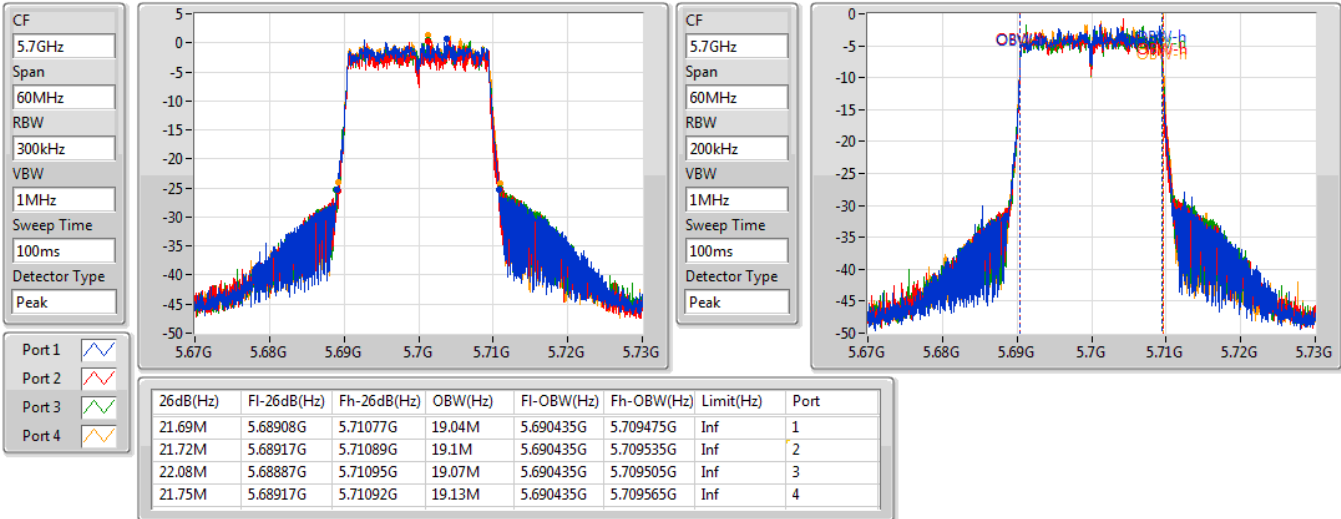 CF
5.7GHz
Span
60MHz
RBW
300kHz
VBW
1MHz
Sweep Time
100ms
Detector Type
Peak
5
0
-5
-10
-15
-20
-25
-30
-35
-40
-45
-50
5.67G 5.68G 5.69G 5.7G 5.71G 5.72G 5.73G
CF
5.7GHz
Span
60MHz
RBW
200kHz
VBW
1MHz
Sweep Time
100ms
Detector Type
Peak
0
-5
-10
-15
-20
-25
-30
-35
-40
-45
-50
5.67G 5.68G 5.69G 5.7G 5.71G 5.72G 5.73G
OBW-h
Port 1
Port 2
Port 3
Port 4
26dB(Hz) Fl-26dB(Hz) Fh-26dB(Hz) OBW(Hz) Fl-OBW(Hz) Fh-OBW(Hz) Limit(Hz) Port
21.69M 5.68908G 5.71077G 19.04M 5.690435G 5.709475G Inf 1
21.72M 5.68917G 5.71089G 19.1M 5.690435G 5.709535G Inf 2
22.08M 5.68887G 5.71095G 19.07M 5.690435G 5.709505G Inf 3
21.75M 5.68917G 5.71092G 19.13M 5.690435G 5.709565G Inf 4